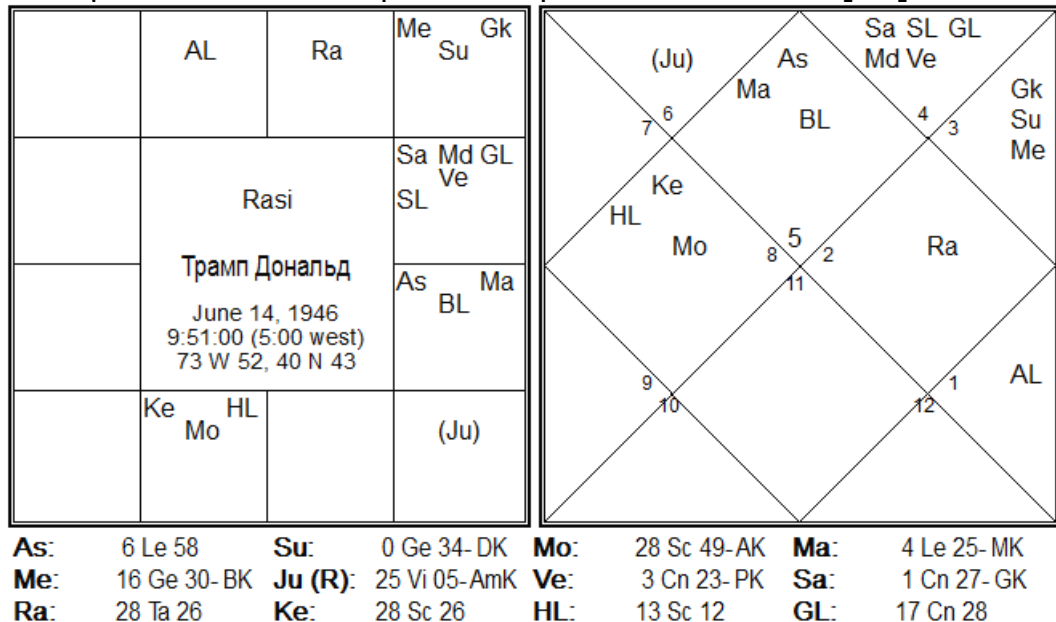 AL
Ra
Me Gk
Su
Sa Md GL
Ve
SL
Rasi
Трамп Дональд
June 14, 1946
9:51:00 (5:00 west)
73 W 52, 40 N 43
As Ma
BL
Ke HL
Mo
(Ju)
(Ju)
As
Ma
BL
Sa SL GL
Md Ve
Gk
Su
Me
6
7
4
3
Ke
HL
Mo
5
8
2
11
Ra
9
10
1
12
AL
As: 6 Le 58 Su: 0 Ge 34- DK Mo: 28 Sc 49-AK Ma: 4 Le 25- MK
Me: 16 Ge 30- BK Ju (R): 25 Vi 05-AmK Ve: 3 Cn 23- PK Sa: 1 Cn 27- GK
Ra: 28 Ta 26 Ke: 28 Sc 26 HL: 13 Sc 12 GL: 17 Cn 28